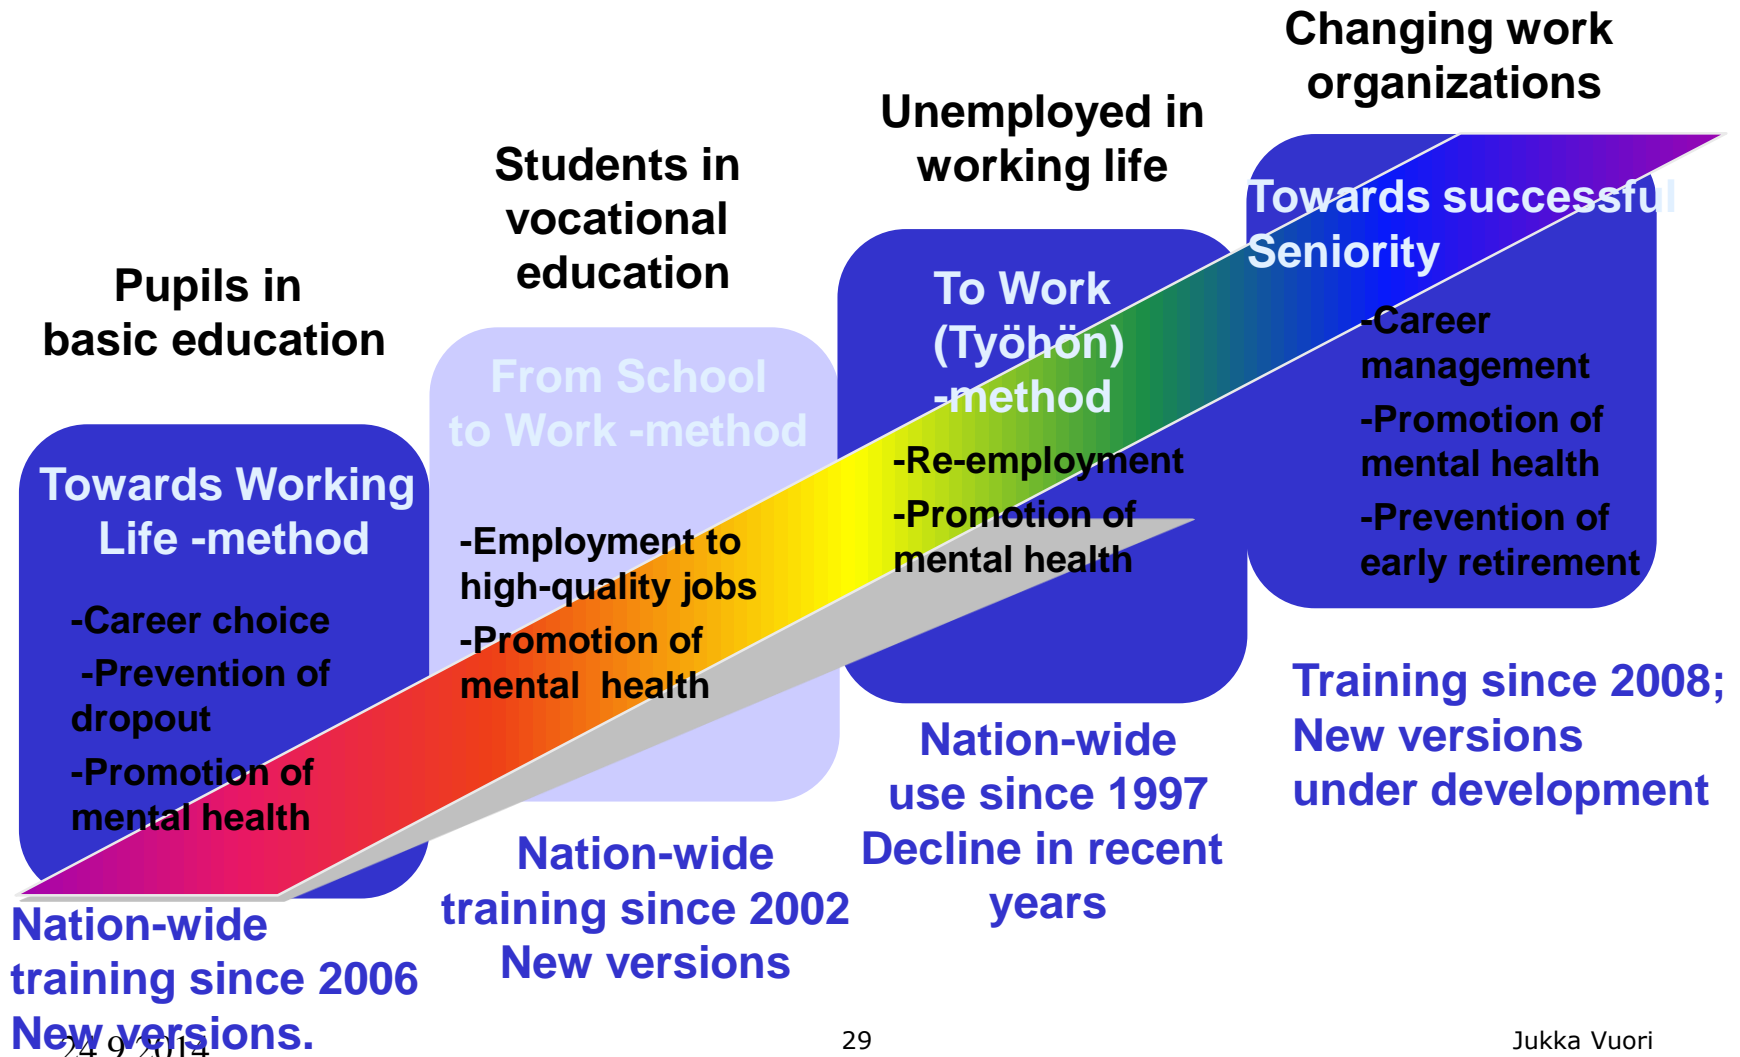 Pupils in
basic education
Towards Working
Life -method
-Career choice
-Prevention of
dropout
-Promotion of
mental health
Nation-wide
training since 2006
New versions.
Students in
vocational
education
From School
to Work -method
-Employment to
high-quality jobs
-Promotion of
mental health
Nation-wide
training since 2002
New versions
Unemployed in
working life
To Work
(Työhön)
-method
-Re-employment
-Promotion of
mental health
Nation-wide
use since 1997
Decline in recent
years
Changing work
organizations
Towards successful
Seniority
-Career
management
-Promotion of
mental health
-Prevention of
early retirement
Training since 2008;
New versions
under development
24.9.2014
29
Jukka Vuori